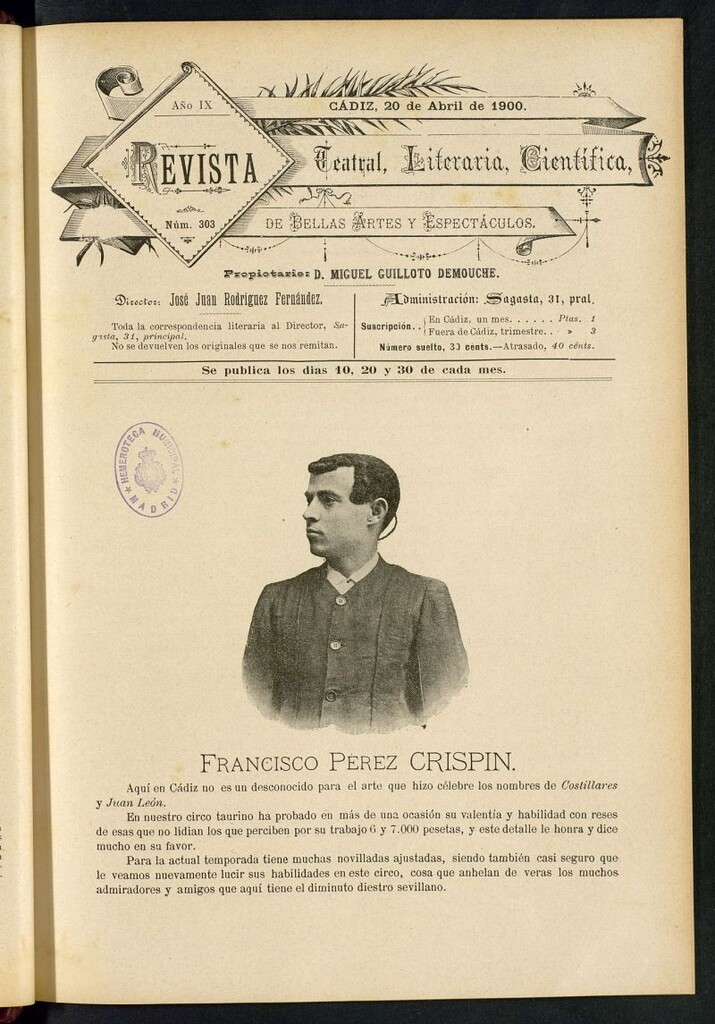 Año IX
CÁDIZ, 20 de Abril de 1900.
REVISTA
Teatral, Literaria, Científica,
Núm. 303
DE BELLAS ARTES Y ESPECTÁCULOS.
Propietario: D. MIGUEL GUILLOTO DEMOUCHE.
Director: José Juan Rodríguez Fernández.
Toda la correspondencia literaria al Director, Sa-
gasta, 31, principal.
No se devuelven los originales que se nos remitan.
Administración: Sagasta, 31, pral.
Suscripción.. En Cádiz, un mes. . . . . . Ptas. 1
Fuera de Cádiz, trimestre. . » 3
Número suelto, 30 cents.—Atrasado, 40 cénts.
Se publica los dias 10, 20 y 30 de cada mes.
HEMEROTECA MUNICIPAL
* MADRID *
FRANCISCO PÉREZ CRISPIN.
Aquí en Cádiz no es un desconocido para el arte que hizo célebre los nombres de Costillares
y Juan León.
En nuestro circo taurino ha probado en más de una ocasión su valentía y habilidad con reses
de esas que no lidian los que perciben por su trabajo 6 y 7.000 pesetas, y este detalle le honra y dice
mucho en su favor.
Para la actual temporada tiene muchas novilladas ajustadas, siendo también casi seguro que
le veamos nuevamente lucir sus habilidades en este circo, cosa que anhelan de veras los muchos
admiradores y amigos que aquí tiene el diminuto diestro sevillano.